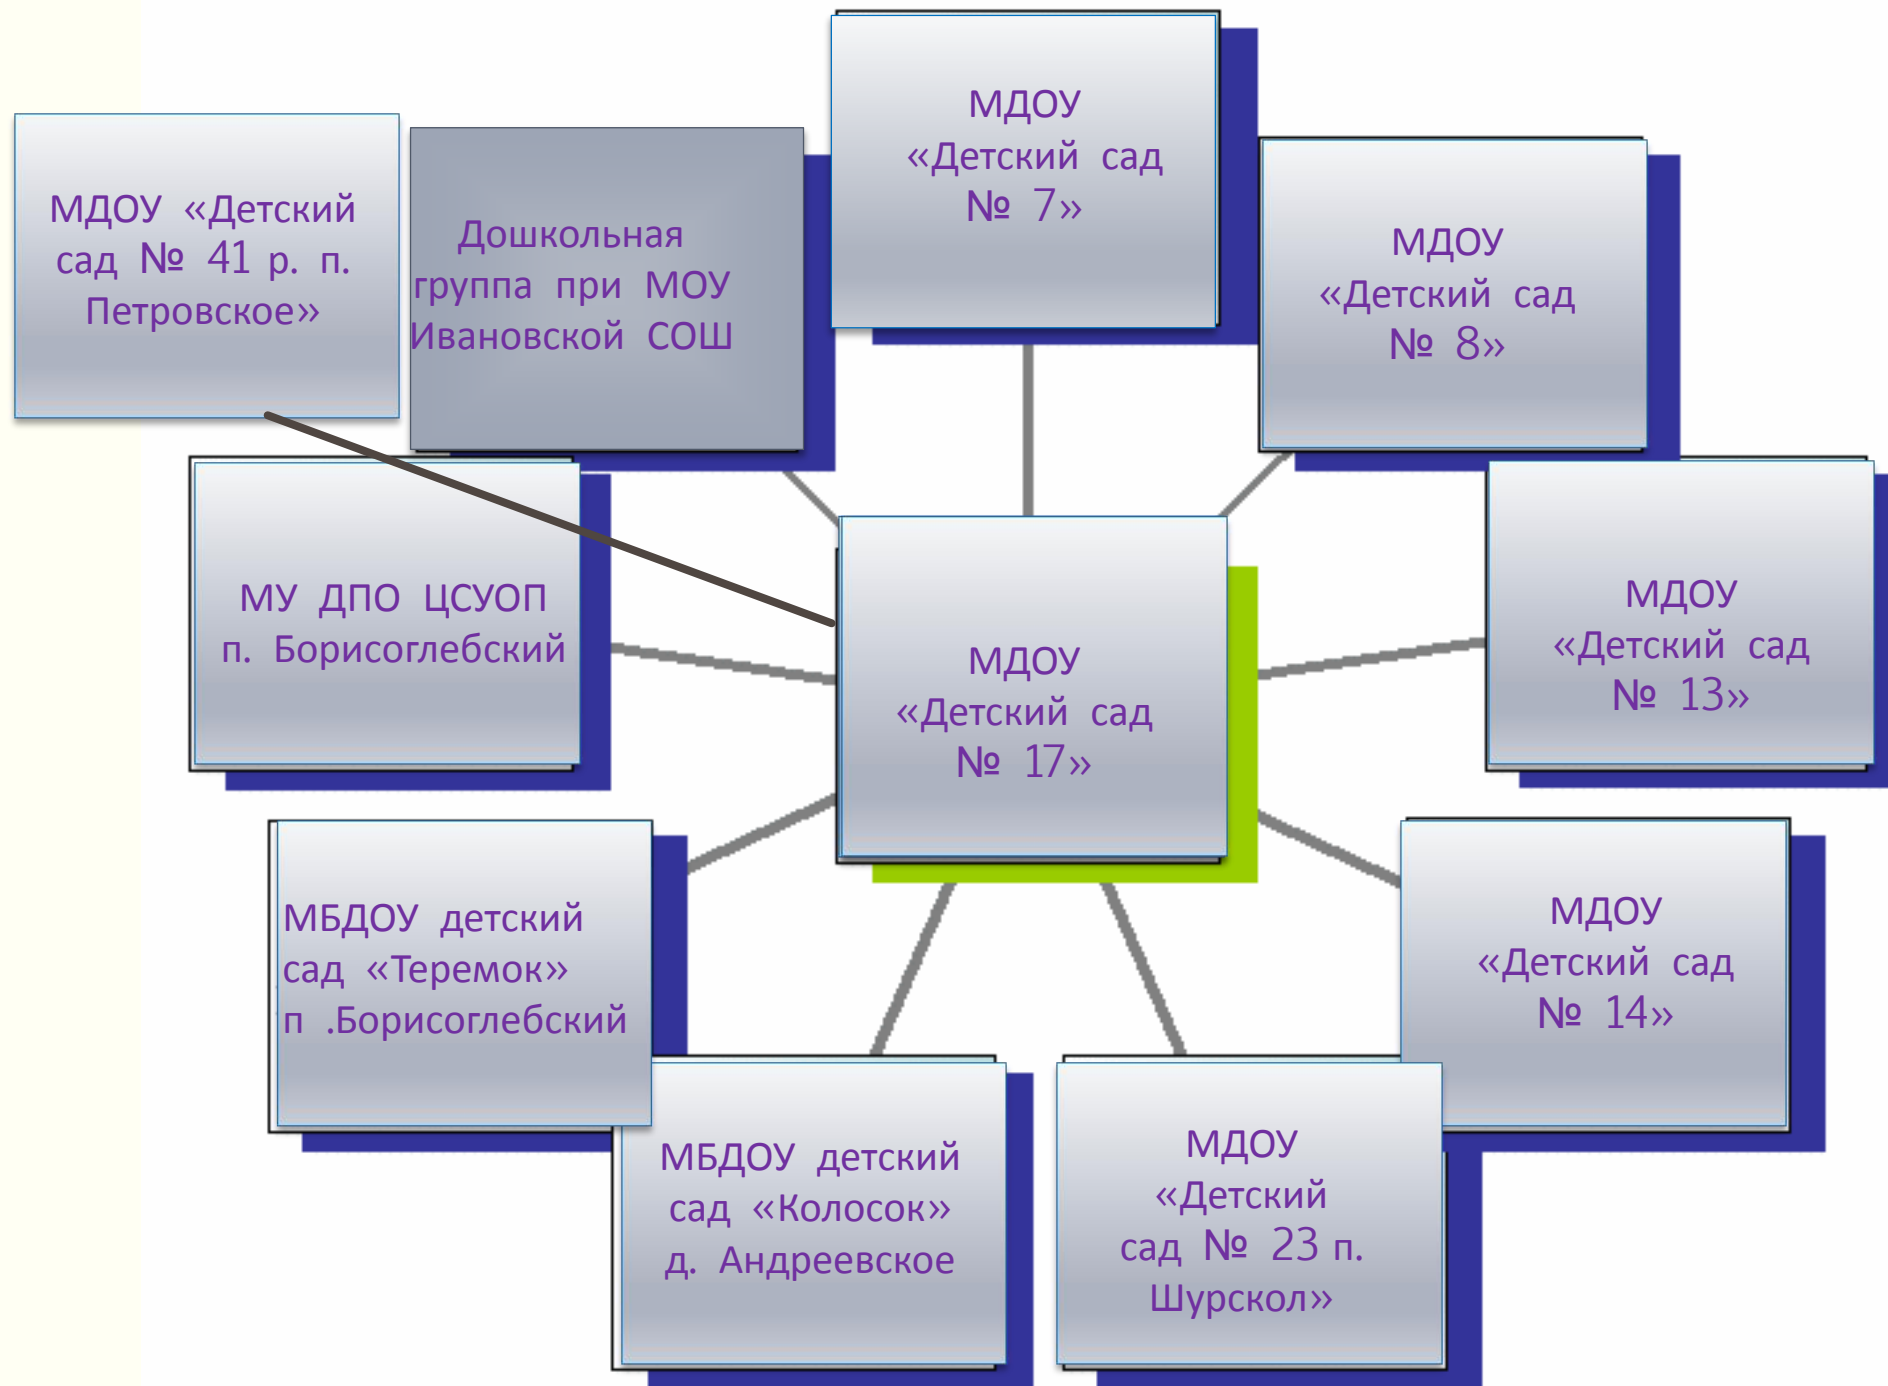 МДОУ «Детский
сад № 41 р. п.
Петровское»
Дошкольная
группа при МОУ
Ивановской СОШ
МДОУ
«Детский сад
№ 7»
МДОУ
«Детский сад
№ 8»
МУ ДПО ЦСУОП
п. Борисоглебский
МДОУ
«Детский сад
№ 17»
МДОУ
«Детский сад
№ 13»
МБДОУ детский
сад «Теремок»
п .Борисоглебский
МДОУ
«Детский сад
№ 14»
МБДОУ детский
сад «Колосок»
д. Андреевское
МДОУ
«Детский
сад № 23 п.
Шурскол»